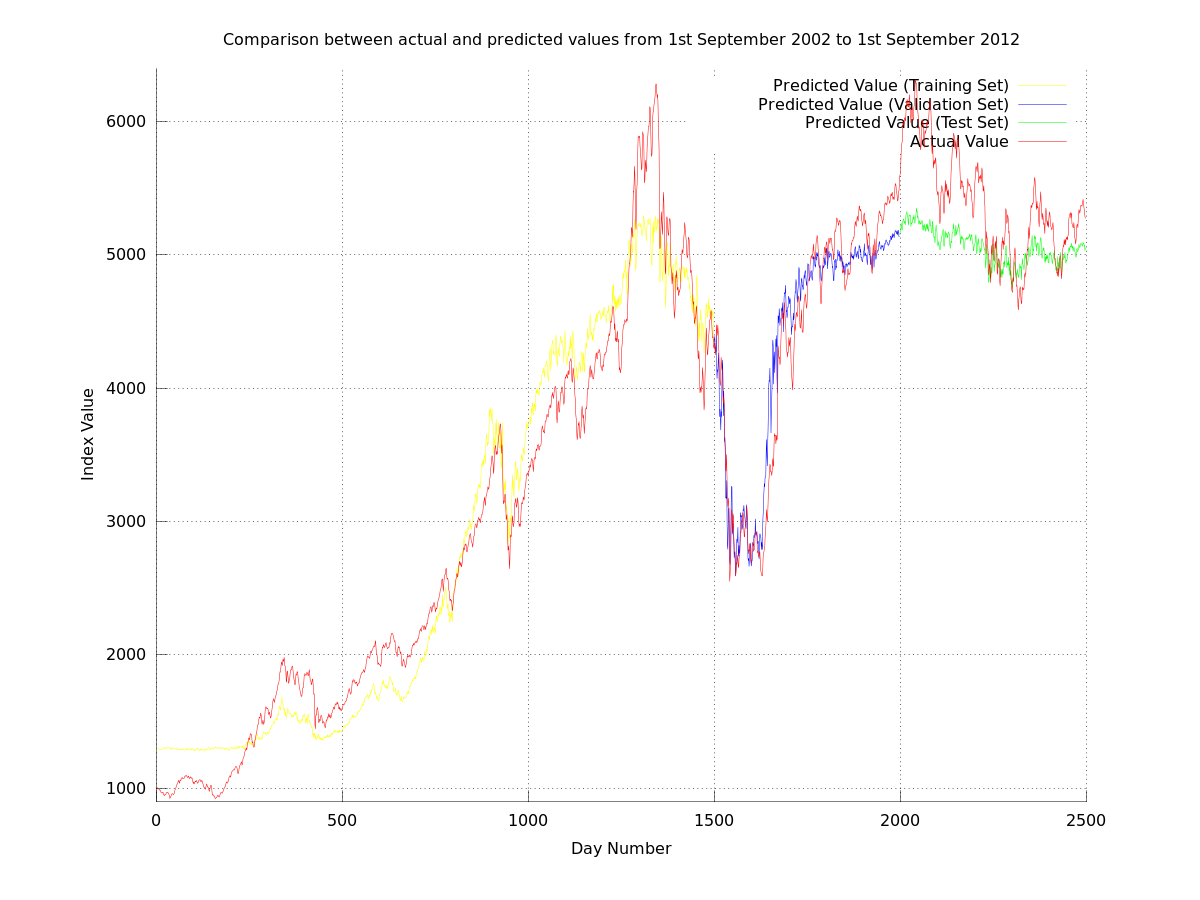 Comparison between actual and predicted values from 1st September 2002 to 1st September 2012
Predicted Value (Training Set)
Predicted Value (Validation Set)
Predicted Value (Test Set)
Actual Value
6000
5000
4000
3000
2000
1000
Index Value
0
500
1000
1500
2000
2500
Day Number